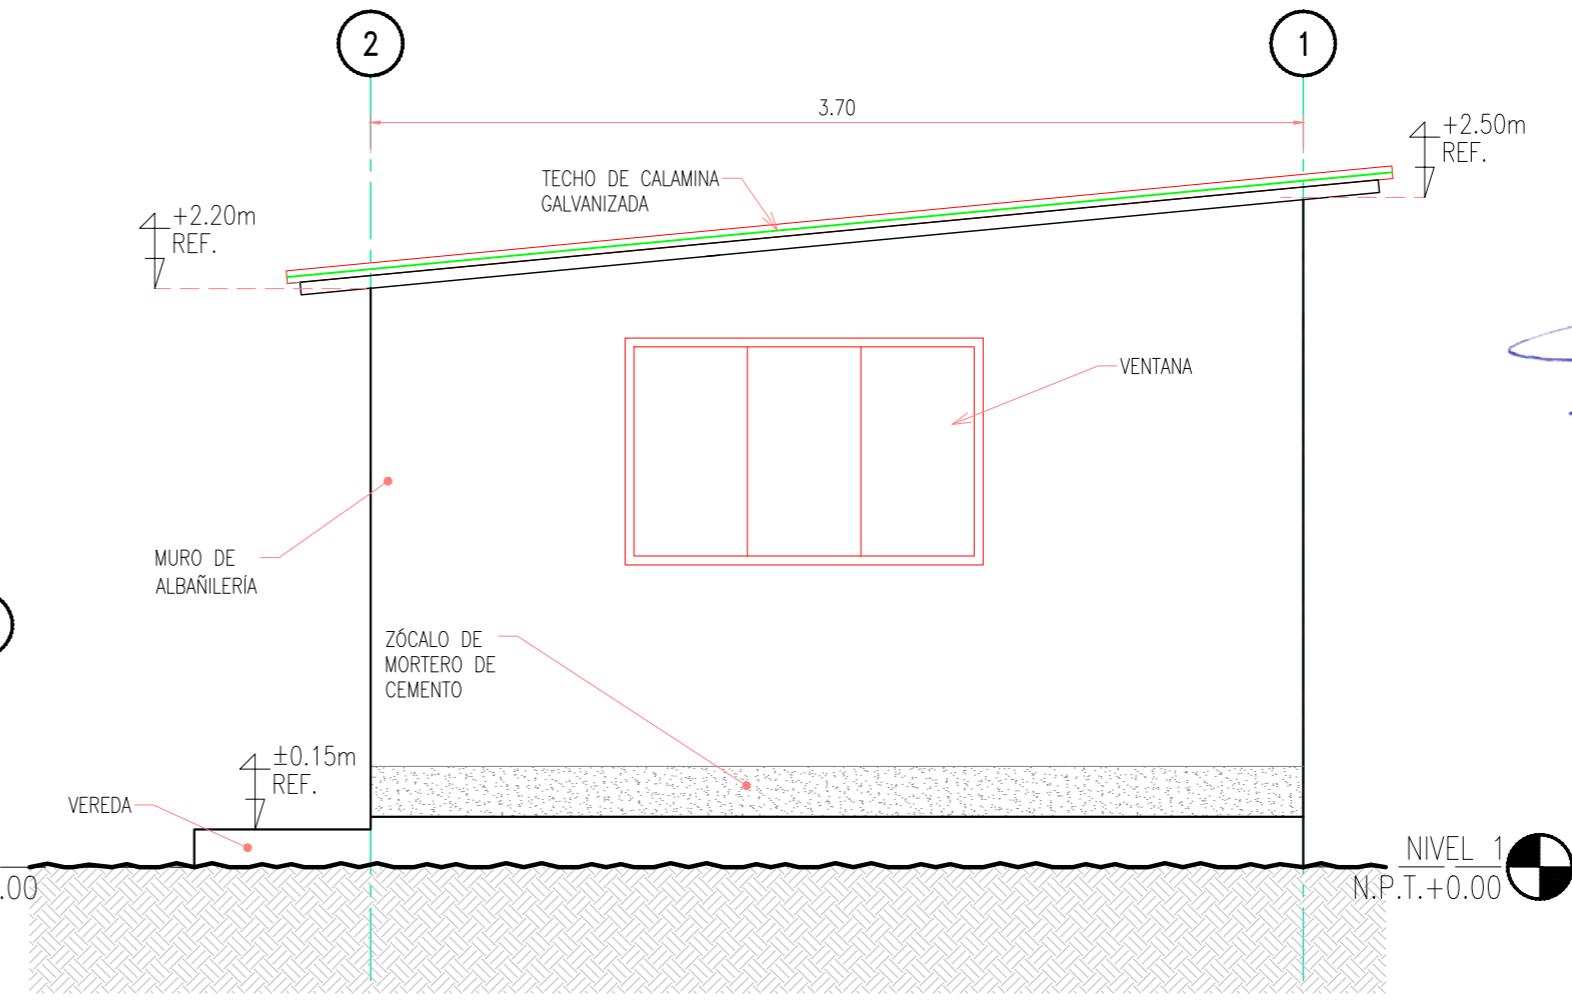 2
1
3.70
+2.50m
REF.
TECHO DE CALAMINA
GALVANIZADA
+2.20m
REF.
VENTANA
MURO DE
ALBAÑILERÍA
ZÓCALO DE
MORTERO DE
CEMENTO
±0.15m
REF.
VEREDA
NIVEL 1
N.P.T.+0.00
.00